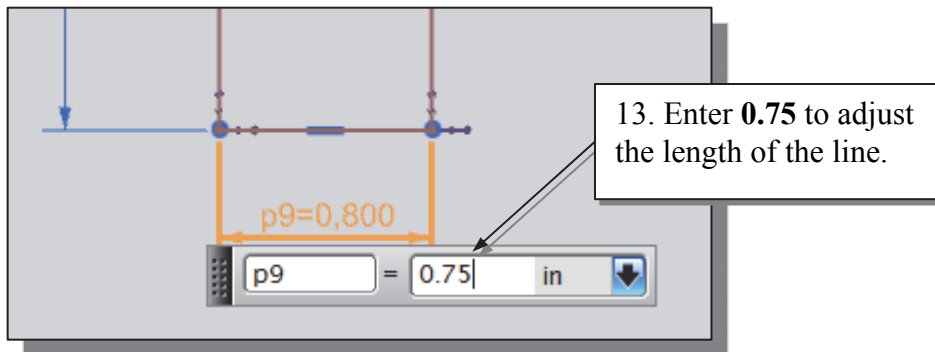 13. Enter 0.75 to adjust
the length of the line.
p9=0,800
p9 = 0.75 in